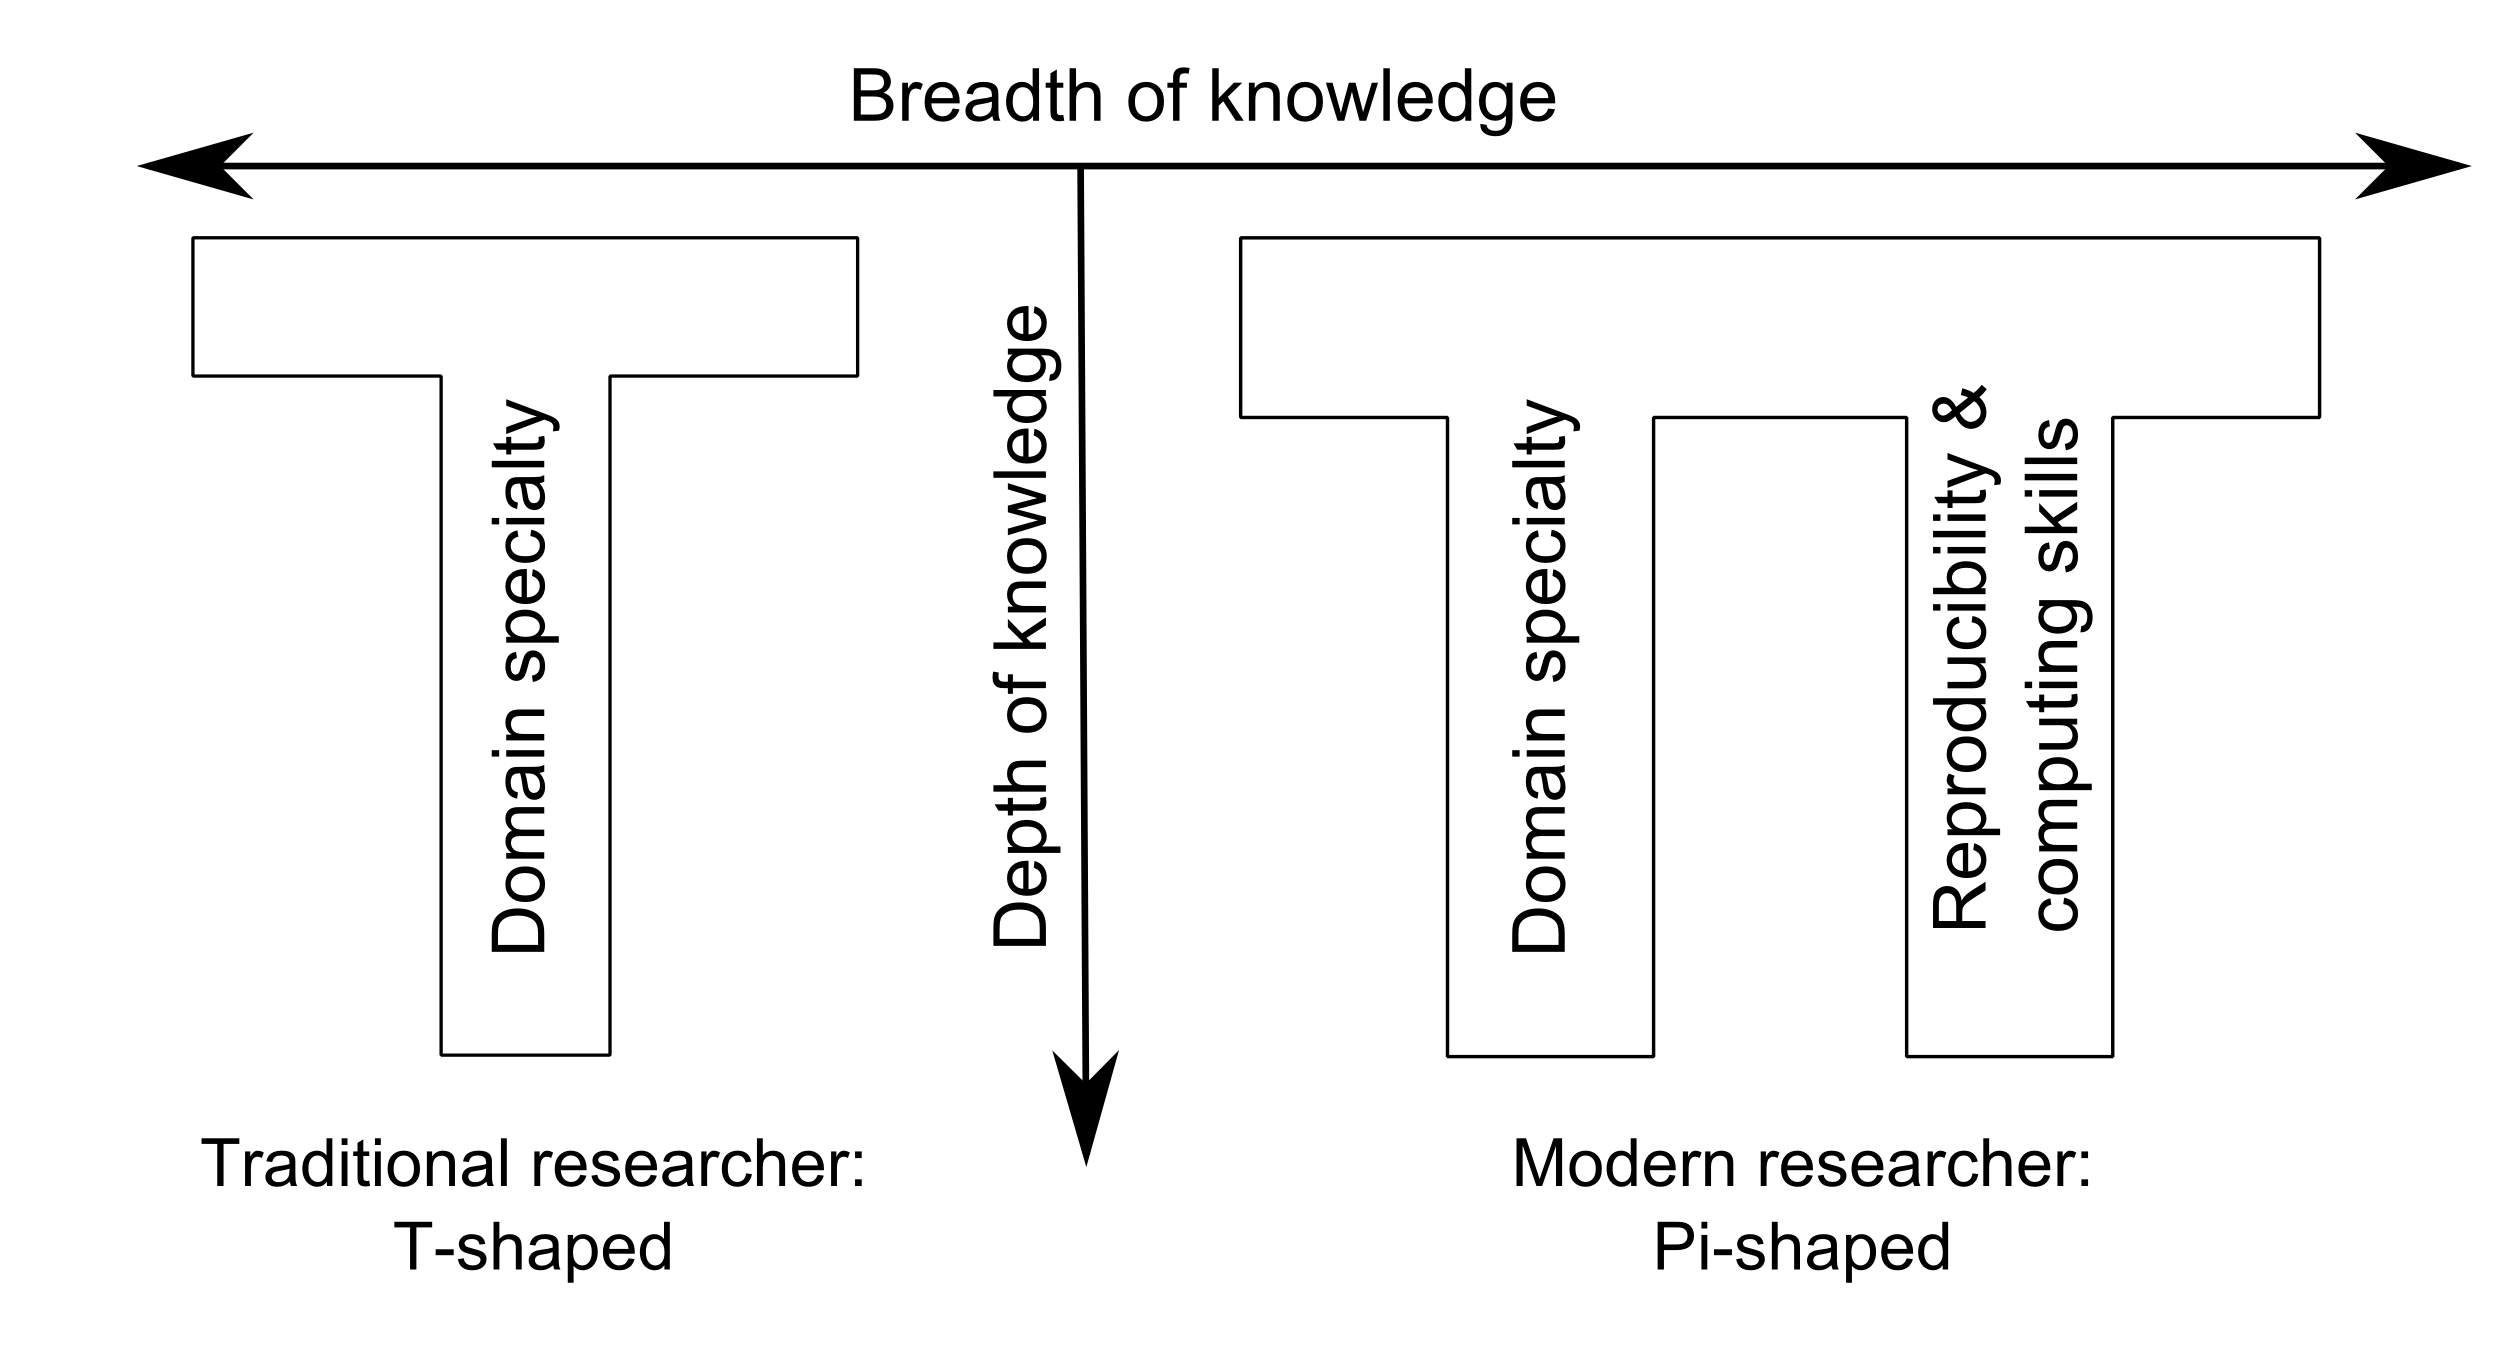 Breadth of knowledge
Domain specialty
Depth of knowledge
Domain specialty
Reproducibility &
computing skills
Traditional researcher:
T-shaped
Modern researcher:
Pi-shaped